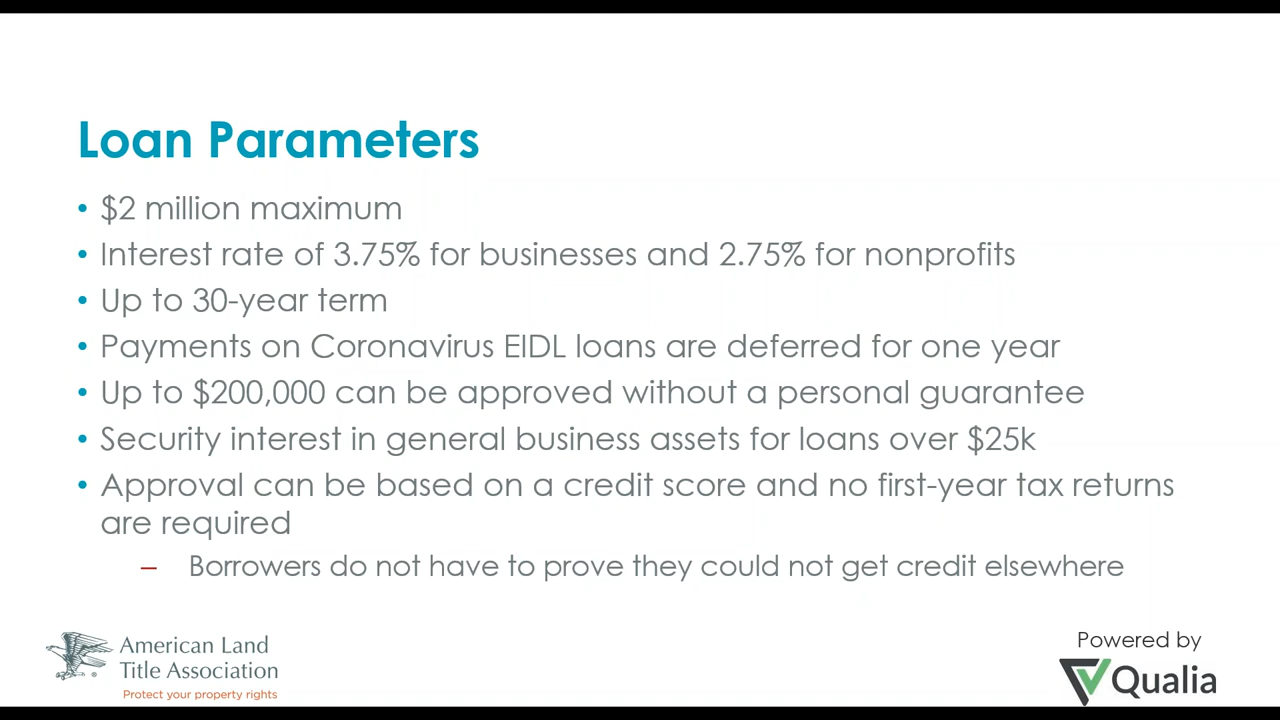 Loan Parameters
• $2 million maximum
• Interest rate of 3.75% for businesses and 2.75% for nonprofits
• Up to 30-year term
• Payments on Coronavirus EIDL loans are deferred for one year
• Up to $200,000 can be approved without a personal guarantee
• Security interest in general business assets for loans over $25k
• Approval can be based on a credit score and no first-year tax returns
are required
– Borrowers do not have to prove they could not get credit elsewhere
American Land
Title Association
Protect your property rights
Powered by
Qualia